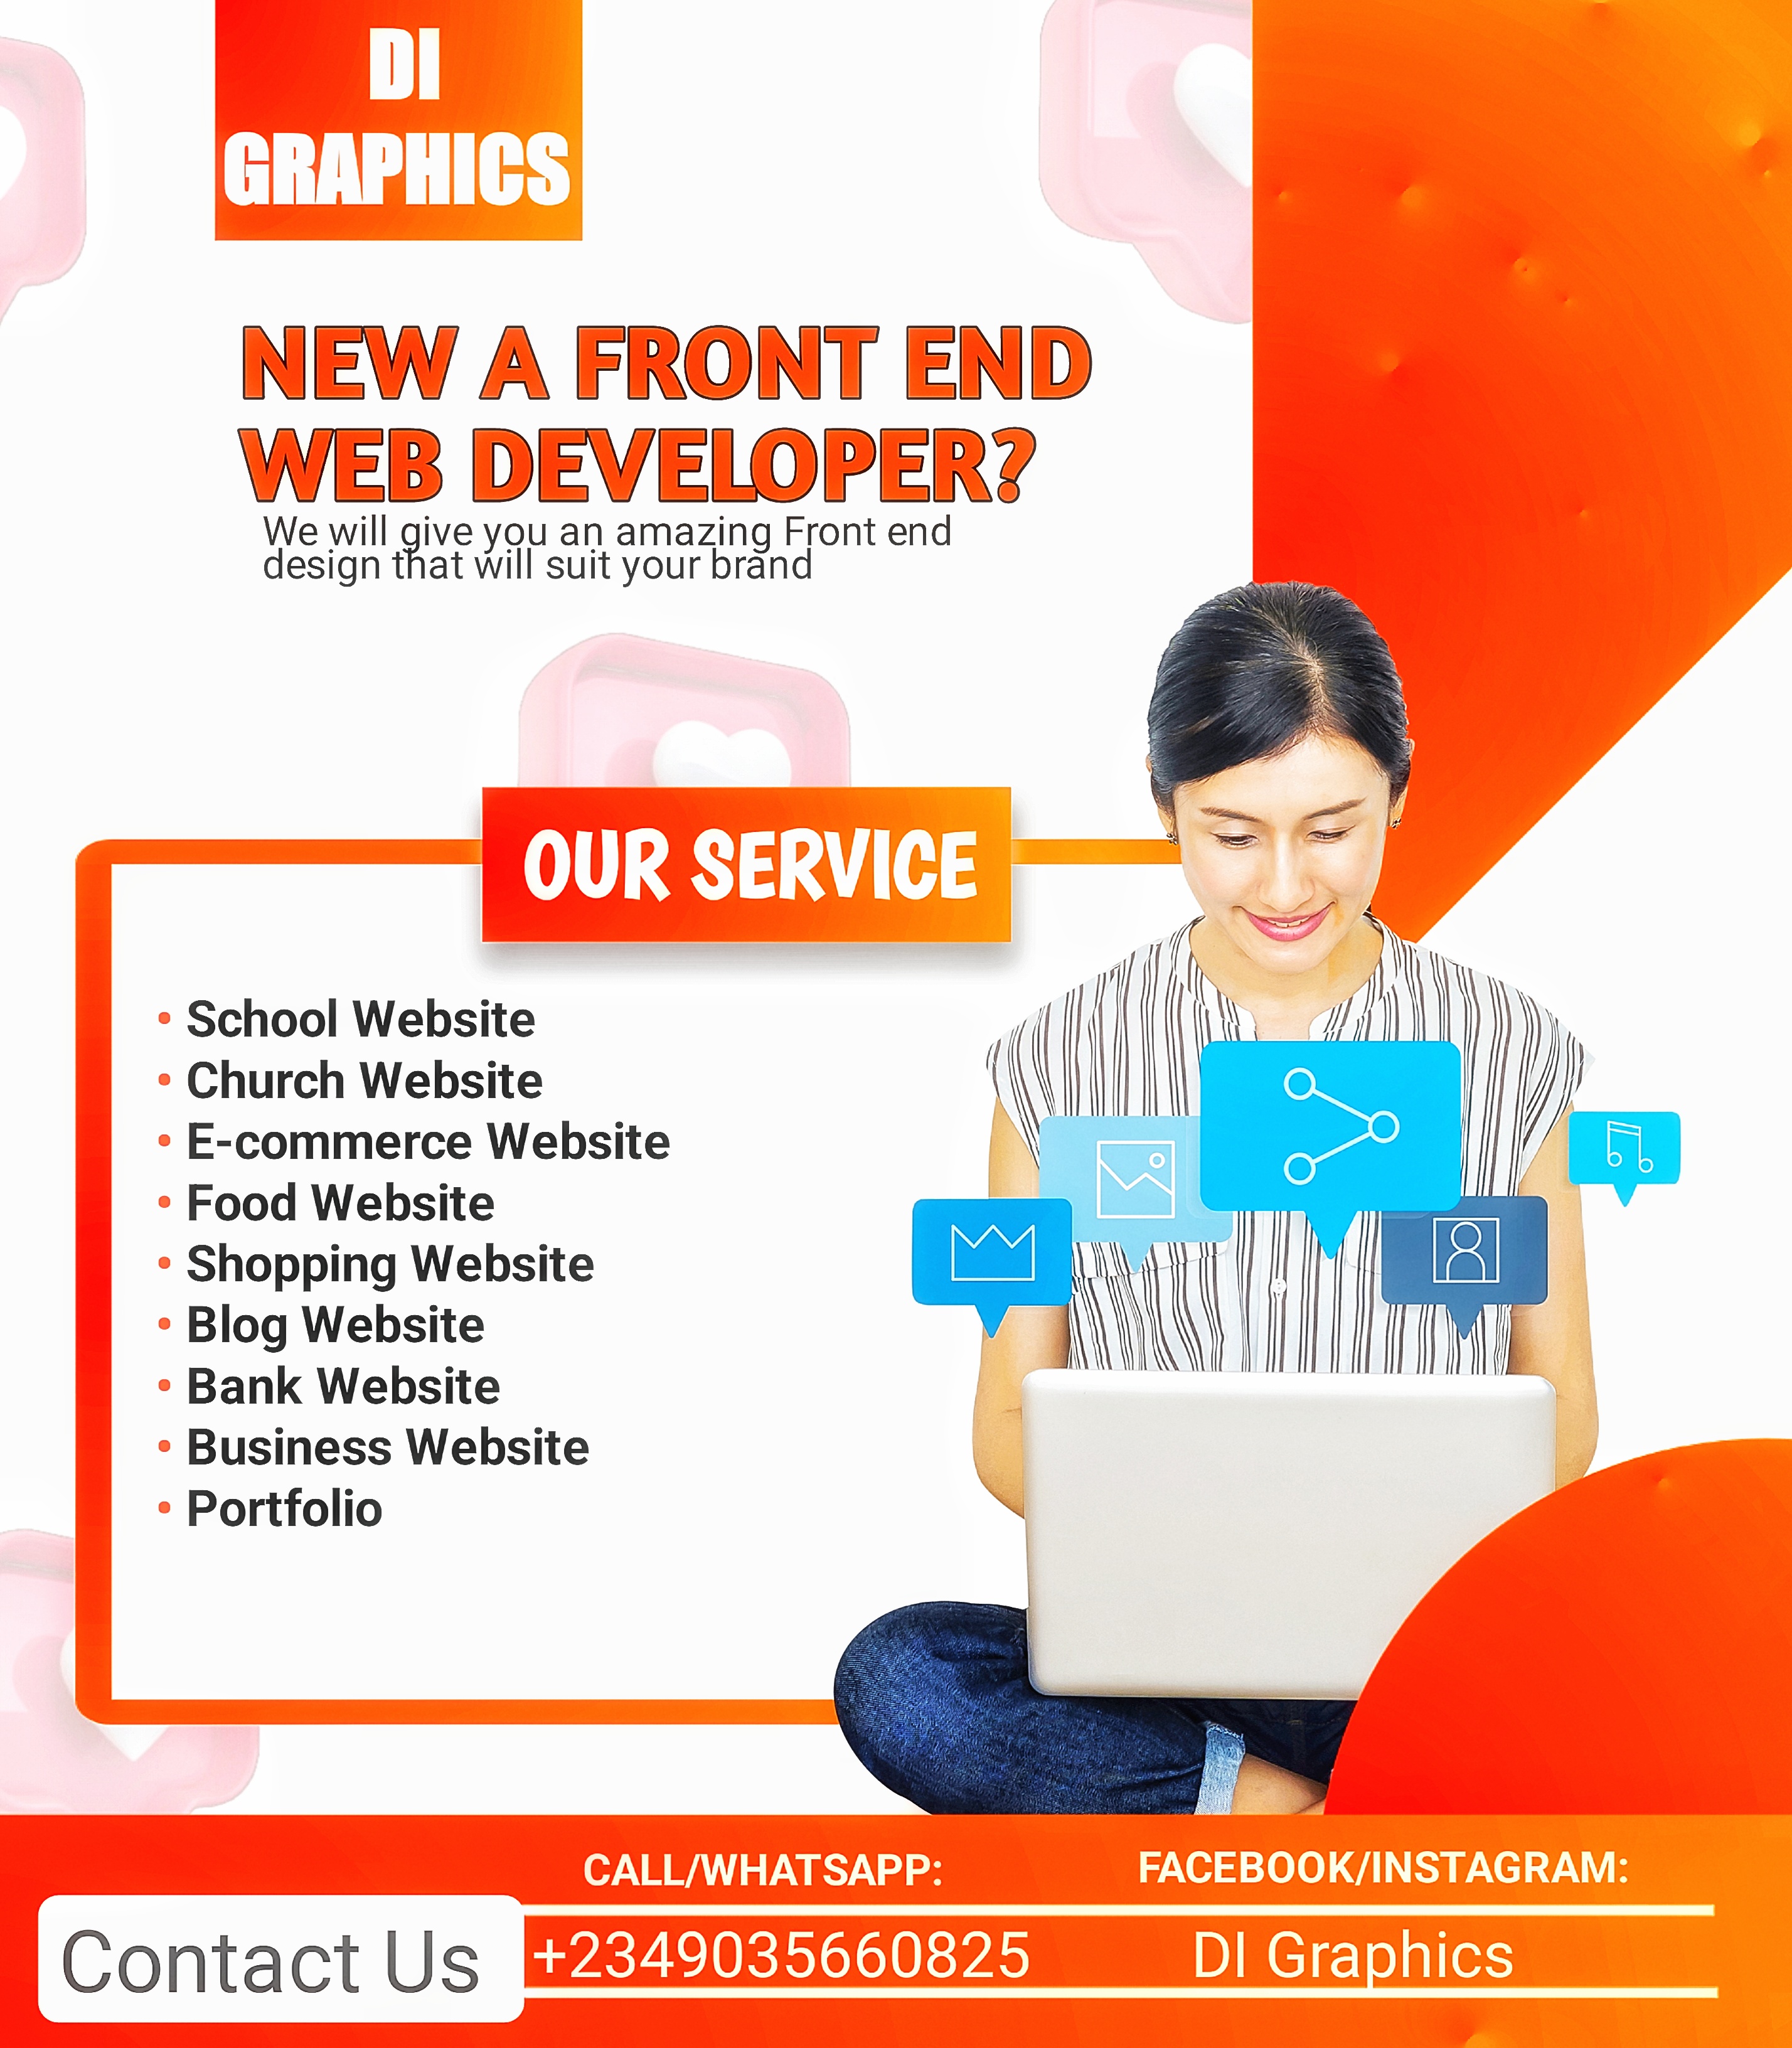 DI
GRAPHICS
NEW A FRONT END
WEB DEVELOPER?
We will give you an amazing Front end
design that will suit your brand
OUR SERVICE
• School Website
• Church Website
• E-commerce Website
• Food Website
• Shopping Website
• Blog Website
• Bank Website
• Business Website
• Portfolio
CALL/WHATSAPP:
FACEBOOK/INSTAGRAM:
Contact Us
+2349035660825
DI Graphics